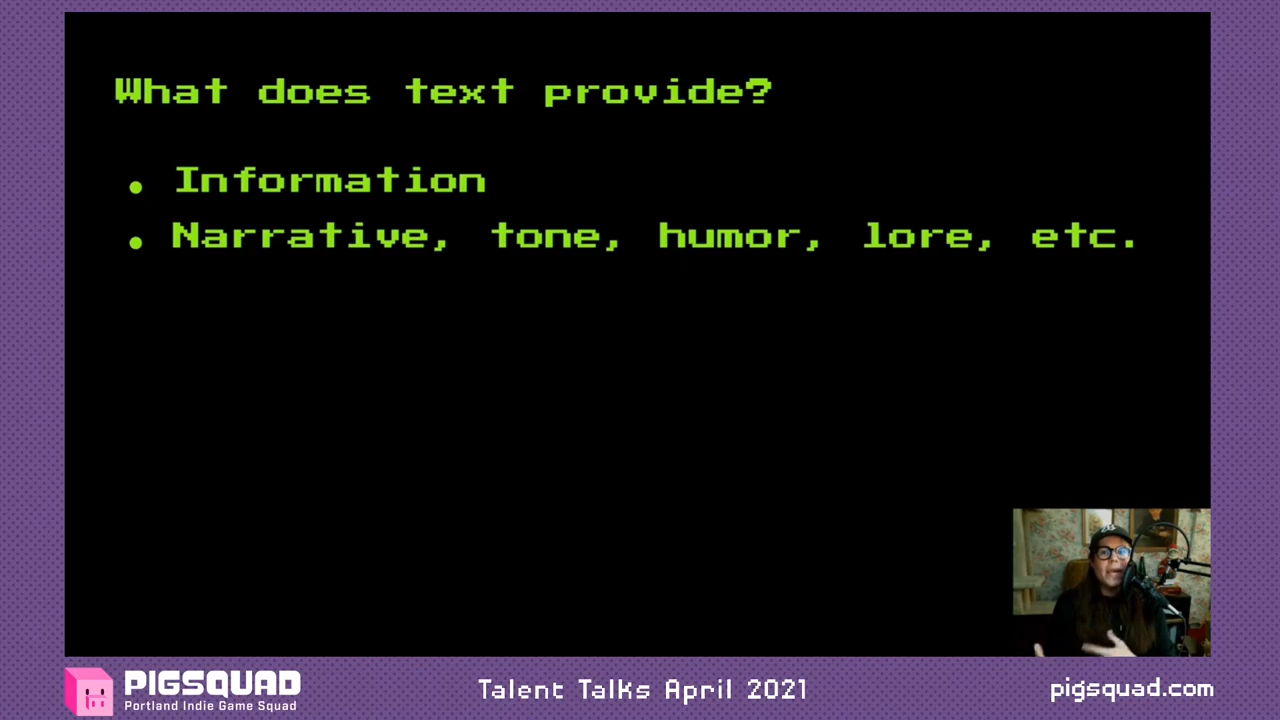 What does text provide?
• Information
• Narrative, tone, humor, lore, etc.
PIGSQUAD
Portland Indie Game Squad
Talent Talks April 2021
pigsquad.com